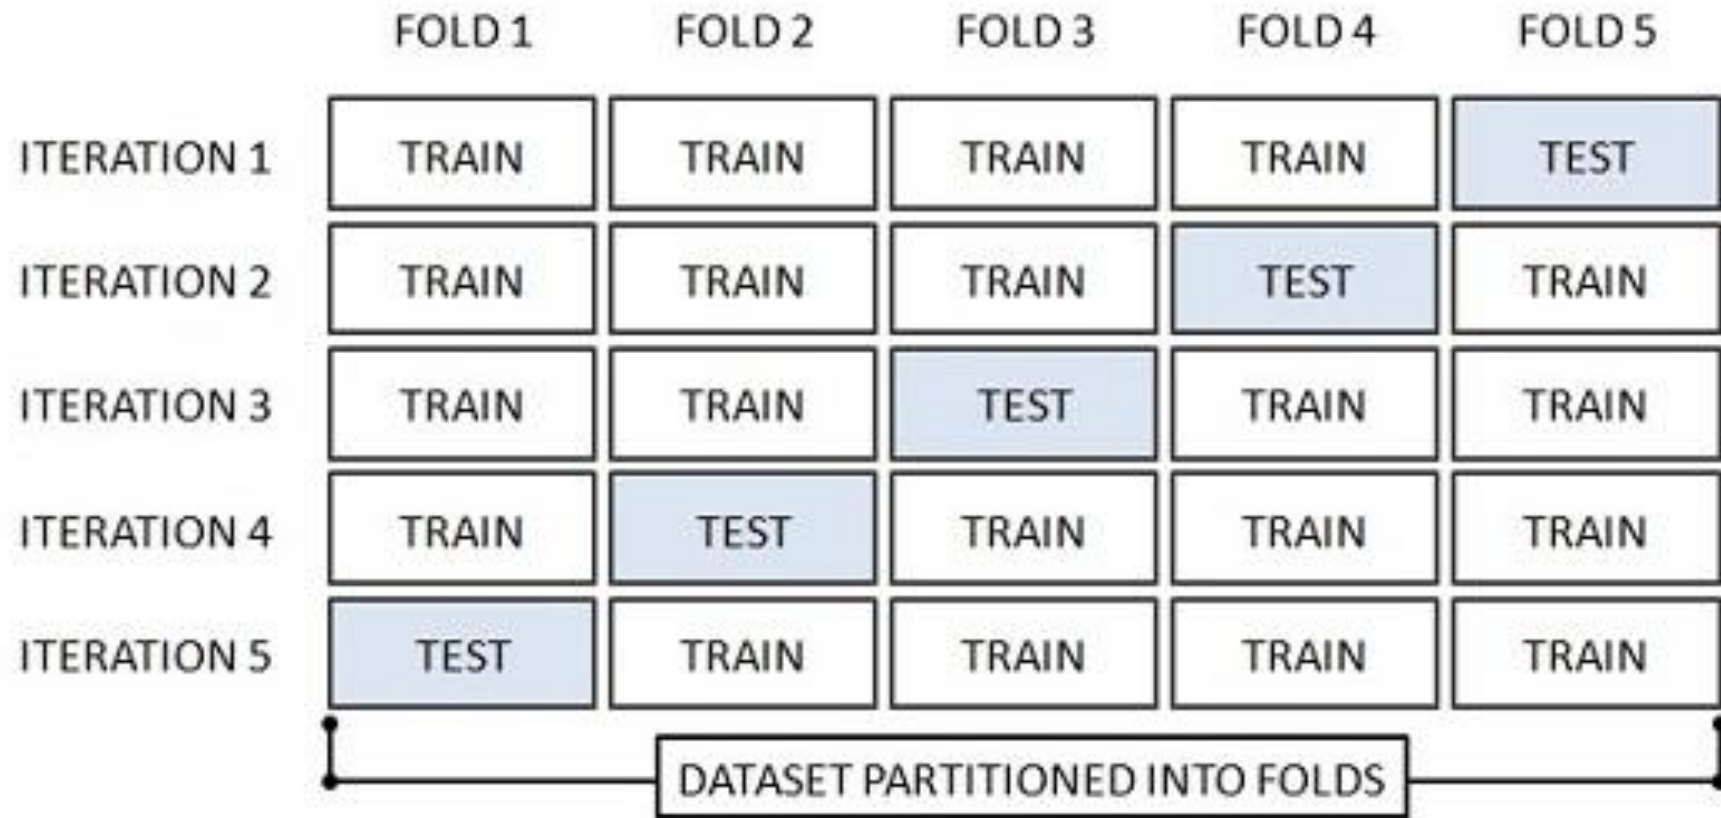 FOLD 1 FOLD 2 FOLD 3 FOLD 4 FOLD 5
ITERATION 1 TRAIN TRAIN TRAIN TRAIN TEST
ITERATION 2 TRAIN TRAIN TRAIN TEST TRAIN
ITERATION 3 TRAIN TRAIN TEST TRAIN TRAIN
ITERATION 4 TRAIN TEST TRAIN TRAIN TRAIN
ITERATION 5 TEST TRAIN TRAIN TRAIN TRAIN
DATASET PARTITIONED INTO FOLDS